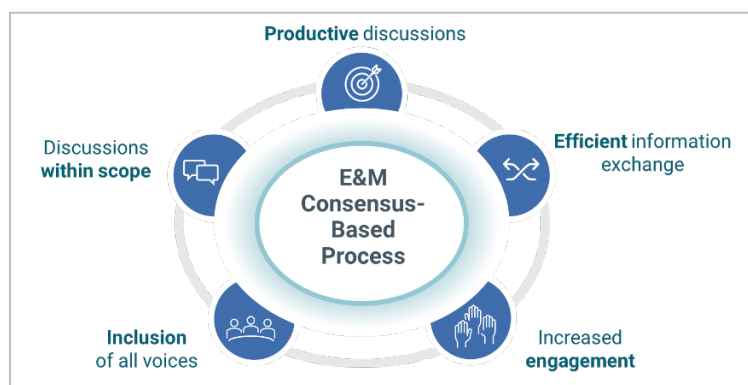 Productive discussions
Discussions
within scope
Efficient information
exchange
E&M
Consensus-
Based
Process
Inclusion
of all voices
Increased
engagement